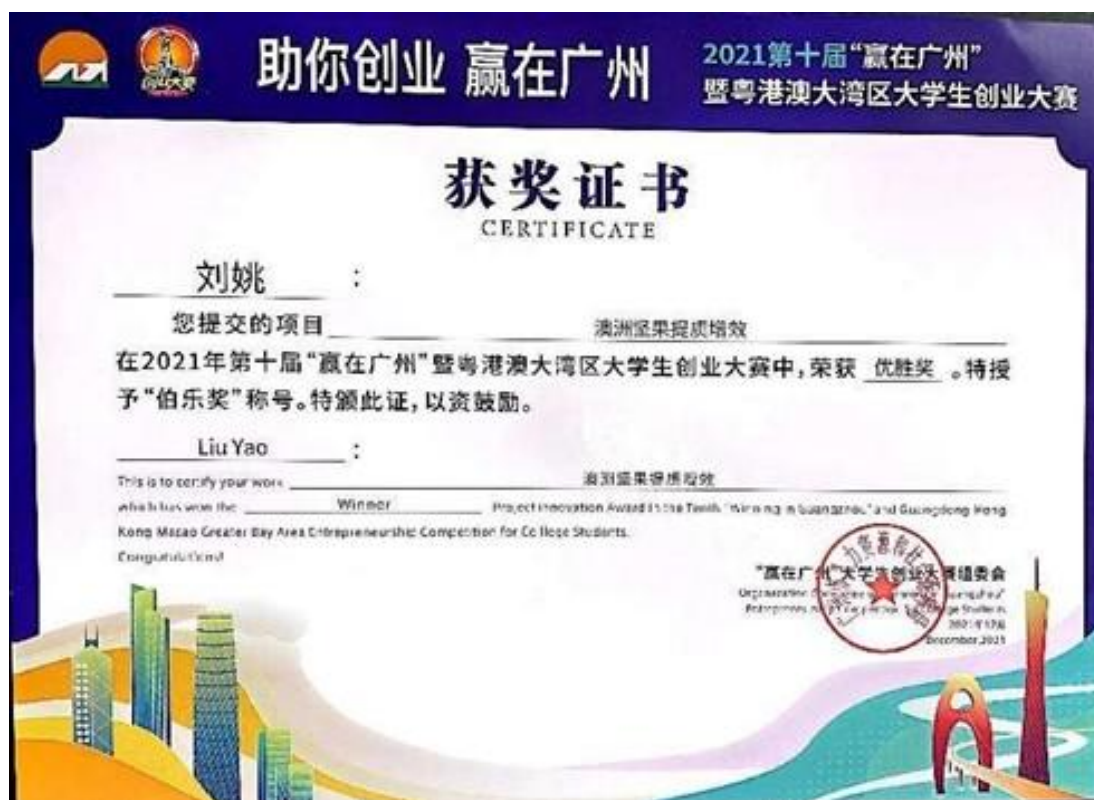 助你创业 赢在广州
2021第十届“赢在广州”
暨粤港澳大湾区大学生创业大赛
获奖证书
CERTIFICATE
刘姚 :
您提交的项目 澳洲坚果提质增效
在2021年第十届“赢在广州”暨粤港澳大湾区大学生创业大赛中,荣获 优胜奖 。特授
予“伯乐奖”称号。特颁此证,以资鼓励。
Liu Yao :
This is to certify your work
which has won the Winner Project Innovation Award in the Tenth "Winning in Guangzhou" and Guangdong Hong
Kong Macao Greater Bay Area Entrepreneurship Competition for College Students.
Congratulations!
“赢在广州”大学生创业大赛组委会
2021年12月
December,2021